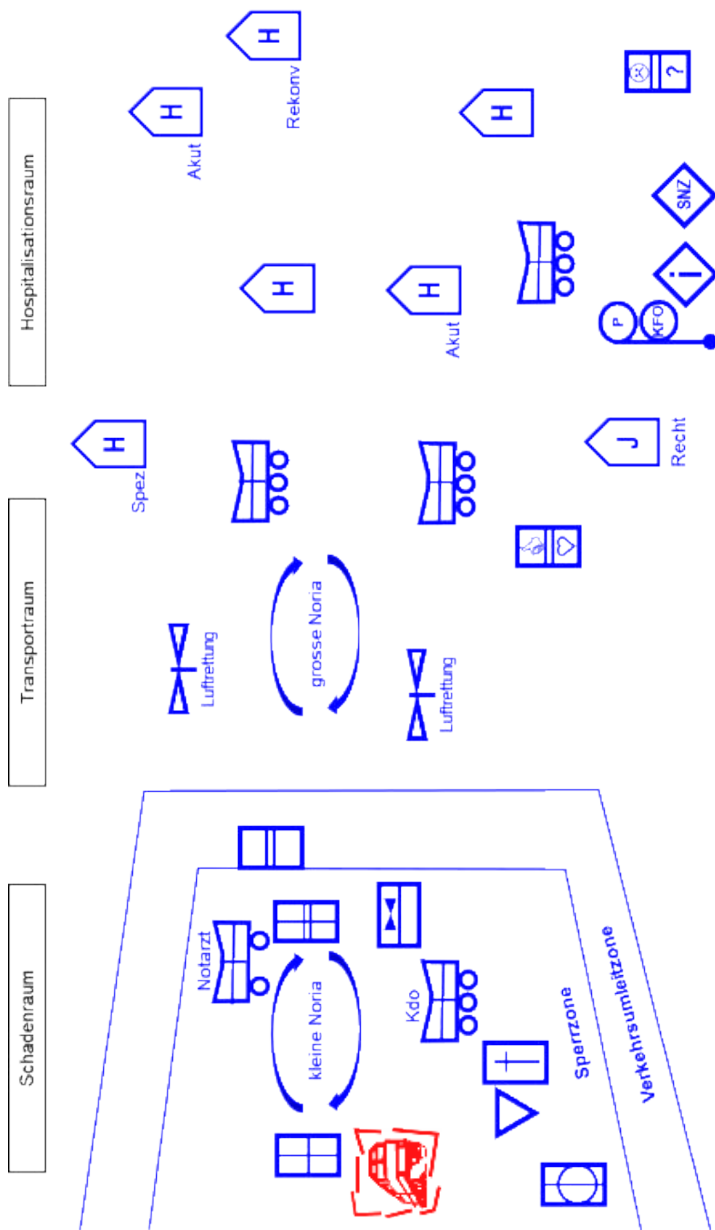 Schadenraum
Transportraum
Hospitalisationsraum
Notarzt
kleine Noria
Kdo
Sperrzone
Verkehrsumleitzone
Luftrettung
grosse Noria
Luftrettung
H
Spez
J
Recht
H
Akut
H
Rekonv
H
H
Akut
H
P
KFO
i
SNZ
?